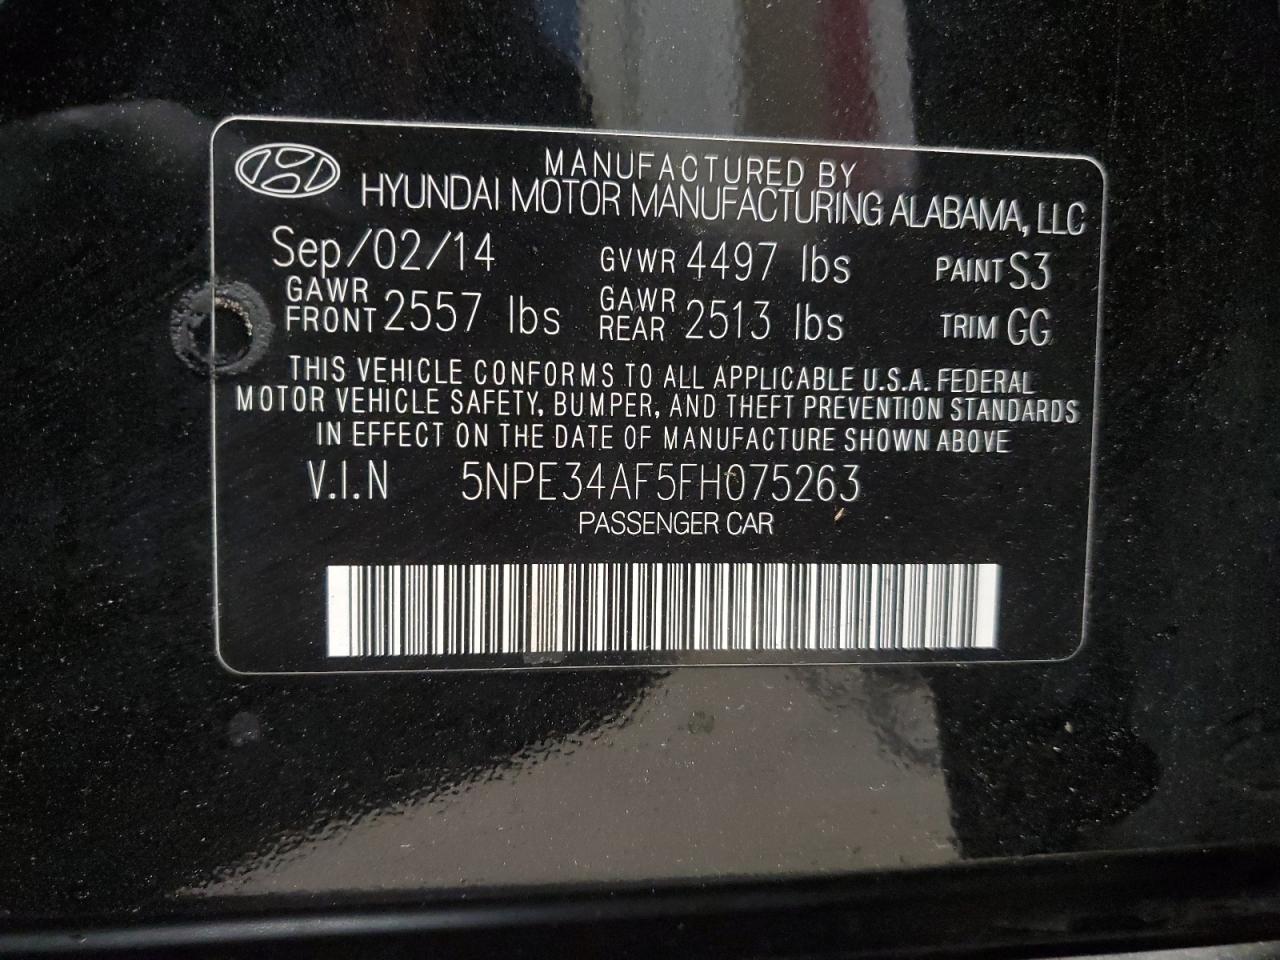 MANUFACTURED BY
HYUNDAI MOTOR MANUFACTURING ALABAMA, LLC
Sep/02/14 GVWR 4497 lbs PAINT S3
GAWR FRONT 2557 lbs GAWR REAR 2513 lbs TRIM GG
THIS VEHICLE CONFORMS TO ALL APPLICABLE U.S.A. FEDERAL
MOTOR VEHICLE SAFETY, BUMPER, AND THEFT PREVENTION STANDARDS
IN EFFECT ON THE DATE OF MANUFACTURE SHOWN ABOVE
V.I.N 5NPE34AF5FH075263
PASSENGER CAR